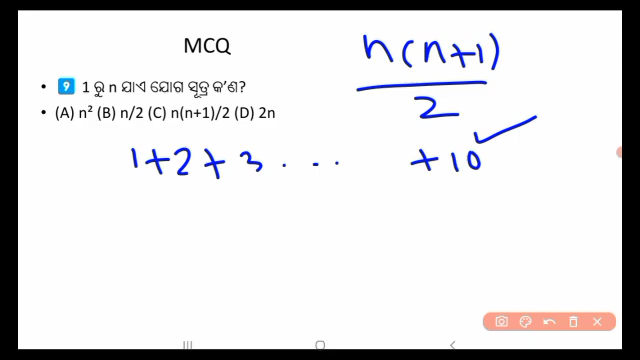 MCQ
n(n+1)
2
• 9 1 ରୁ n ଯାଏ ଯୋଗ ସୂତ୍ର କ'ଣ?
• (A) n² (B) n/2 (C) n(n+1)/2 (D) 2n
1+2+3 . . . . +10